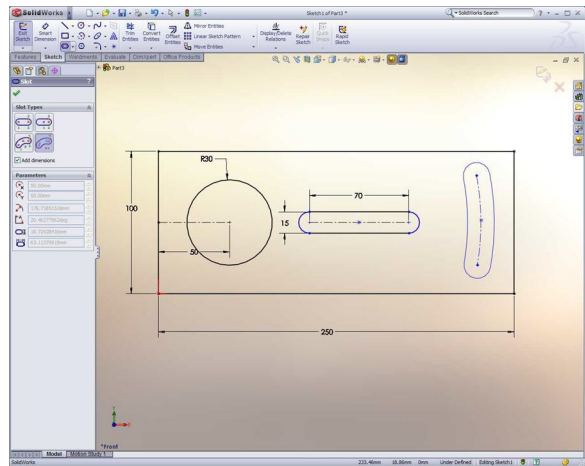 SolidWorks
Sketch1 of Part3 *
SolidWorks Search
Exit Sketch
Smart Dimension
Trim Entities
Convert Entities
Offset Entities
Mirror Entities
Linear Sketch Pattern
Move Entities
Display/Delete Relations
Repair Sketch
Quick Snaps
Rapid Sketch
Features Sketch Weldments Evaluate DimXpert Office Products
Part3
Slot
Slot Types
Add dimensions
Parameters
R30
70
100
15
50
250
*Front
Model Motion Study 1
SolidWorks 233.46mm 18.86mm 0mm Under Defined Editing Sketch1